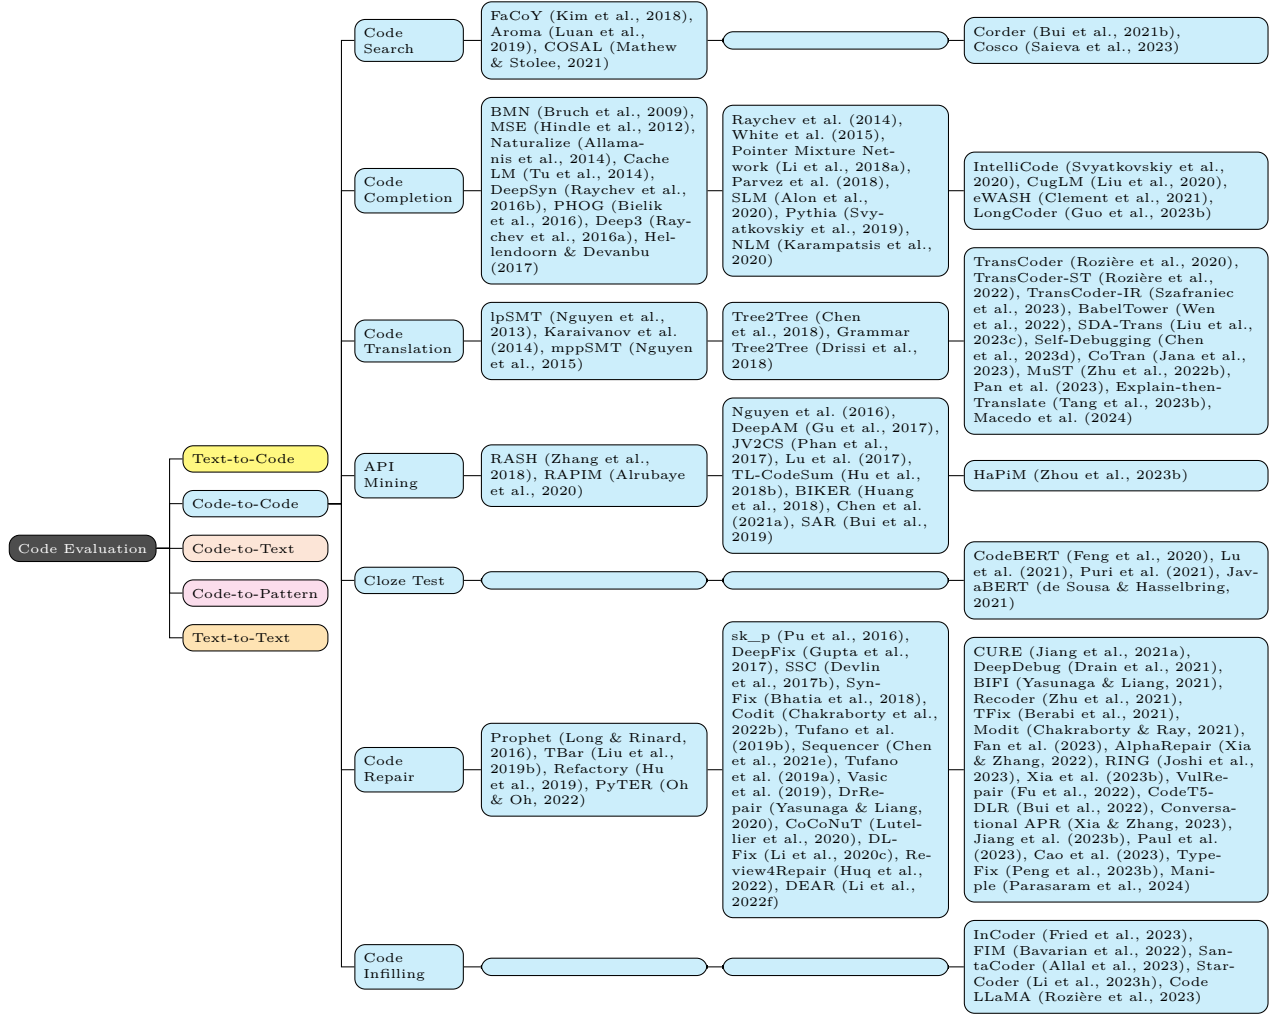 Code Evaluation
Text-to-Code
Code-to-Code
Code-to-Text
Code-to-Pattern
Text-to-Text
Code
Search
FaCoY (Kim et al., 2018),
Aroma (Luan et al.,
2019), COSAL (Mathew
& Stolee, 2021)
Corder (Bui et al., 2021b),
Cosco (Saieva et al., 2023)
Code
Completion
BMN (Bruch et al., 2009),
MSE (Hindle et al., 2012),
Naturalize (Allama-
nis et al., 2014), Cache
LM (Tu et al., 2014),
DeepSyn (Raychev et al.,
2016b), PHOG (Bielik
et al., 2016), Deep3 (Ray-
chev et al., 2016a), Hel-
lendoorn & Devanbu
(2017)
Raychev et al. (2014),
White et al. (2015),
Pointer Mixture Net-
work (Li et al., 2018a),
Parvez et al. (2018),
SLM (Alon et al.,
2020), Pythia (Svy-
atkovskiy et al., 2019),
NLM (Karampatsis et al.,
2020)
IntelliCode (Svyatkovskiy et al.,
2020), CugLM (Liu et al., 2020),
eWASH (Clement et al., 2021),
LongCoder (Guo et al., 2023b)
Code
Translation
lpSMT (Nguyen et al.,
2013), Karaivanov et al.
(2014), mppSMT (Nguyen
et al., 2015)
Tree2Tree (Chen
et al., 2018), Grammar
Tree2Tree (Drissi et al.,
2018)
TransCoder (Rozière et al., 2020),
TransCoder-ST (Rozière et al.,
2022), TransCoder-IR (Szafraniec
et al., 2023), BabelTower (Wen
et al., 2022), SDA-Trans (Liu et al.,
2023c), Self-Debugging (Chen
et al., 2023d), CoTran (Jana et al.,
2023), MuST (Zhu et al., 2022b),
Pan et al. (2023), Explain-then-
Translate (Tang et al., 2023b),
Macedo et al. (2024)
API
Mining
RASH (Zhang et al.,
2018), RAPIM (Alrubaye
et al., 2020)
Nguyen et al. (2016),
DeepAM (Gu et al., 2017),
JV2CS (Phan et al.,
2017), Lu et al. (2017),
TL-CodeSum (Hu et al.,
2018b), BIKER (Huang
et al., 2018), Chen et al.
(2021a), SAR (Bui et al.,
2019)
HaPiM (Zhou et al., 2023b)
Cloze Test
CodeBERT (Feng et al., 2020), Lu
et al. (2021), Puri et al. (2021), Jav-
aBERT (de Sousa & Hasselbring,
2021)
Code
Repair
Prophet (Long & Rinard,
2016), TBar (Liu et al.,
2019b), Refactory (Hu
et al., 2019), PyTER (Oh
& Oh, 2022)
sk_p (Pu et al., 2016),
DeepFix (Gupta et al.,
2017), SSC (Devlin
et al., 2017b), Syn-
Fix (Bhatia et al., 2018),
Codit (Chakraborty et al.,
2022b), Tufano et al.
(2019b), Sequencer (Chen
et al., 2021e), Tufano
et al. (2019a), Vasic
et al. (2019), DrRe-
pair (Yasunaga & Liang,
2020), CoCoNuT (Lutel-
lier et al., 2020), DL-
Fix (Li et al., 2020c), Re-
view4Repair (Huq et al.,
2022), DEAR (Li et al.,
2022f)
CURE (Jiang et al., 2021a),
DeepDebug (Drain et al., 2021),
BIFI (Yasunaga & Liang, 2021),
Recoder (Zhu et al., 2021),
TFix (Berabi et al., 2021),
Modit (Chakraborty & Ray, 2021),
Fan et al. (2023), AlphaRepair (Xia
& Zhang, 2022), RING (Joshi et al.,
2023), Xia et al. (2023b), VulRe-
pair (Fu et al., 2022), CodeT5-
DLR (Bui et al., 2022), Conversa-
tional APR (Xia & Zhang, 2023),
Jiang et al. (2023b), Paul et al.
(2023), Cao et al. (2023), Type-
Fix (Peng et al., 2023b), Mani-
ple (Parasaram et al., 2024)
Code
Infilling
InCoder (Fried et al., 2023),
FIM (Bavarian et al., 2022), San-
taCoder (Allal et al., 2023), Star-
Coder (Li et al., 2023h), Code
LLaMA (Rozière et al., 2023)